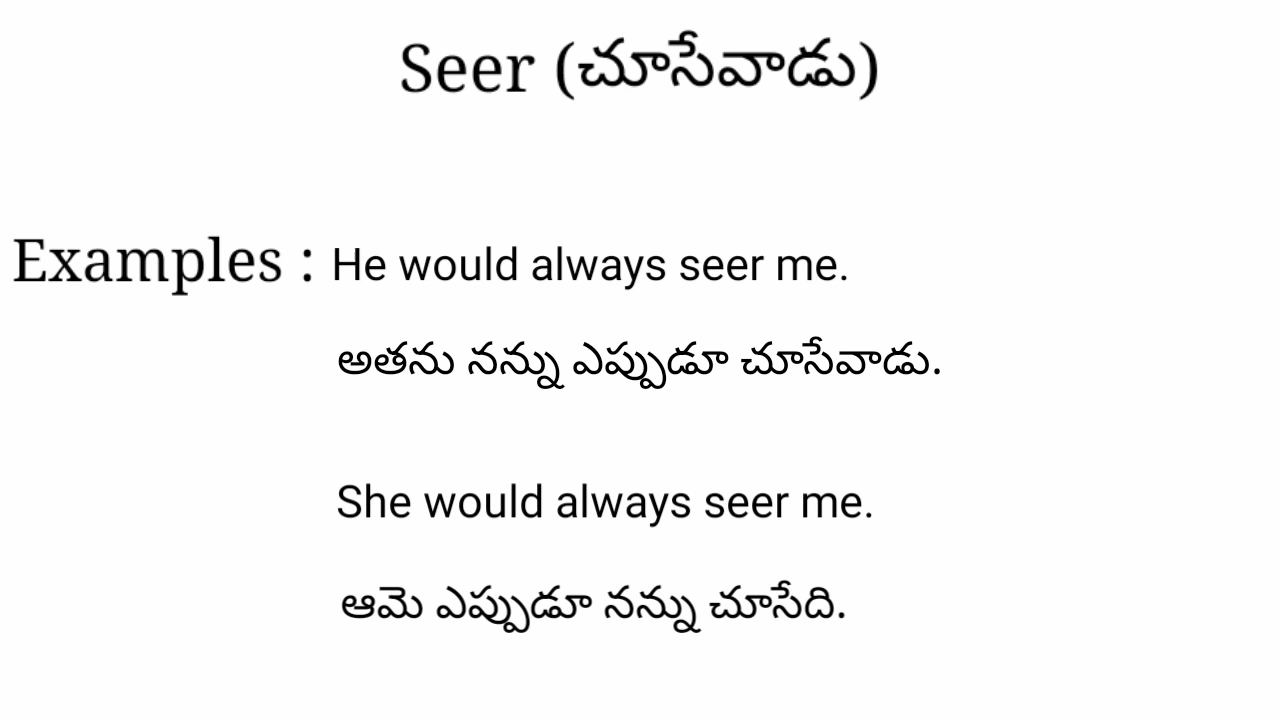 Seer (చూసేవాడు)
Examples : He would always seer me.
అతను నన్ను ఎప్పుడూ చూసేవాడు.
She would always seer me.
ఆమె ఎప్పుడూ నన్ను చూసేది.